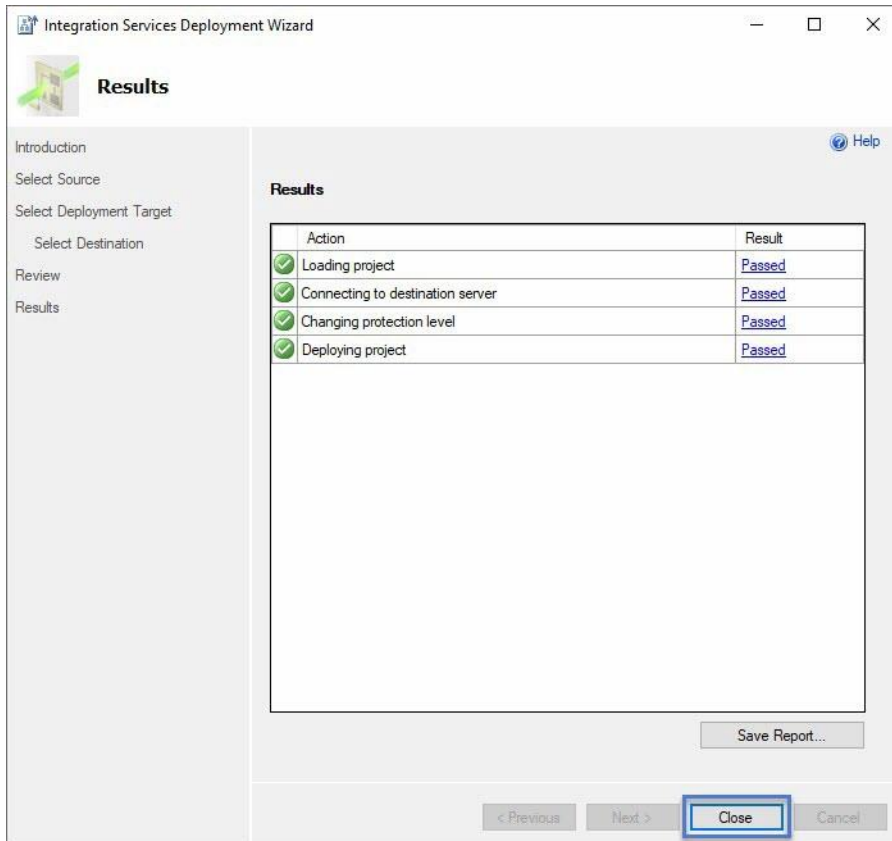 Integration Services Deployment Wizard
Results
Introduction
Select Source
Select Deployment Target
Select Destination
Review
Results
Help
Results
Action Result
Loading project Passed
Connecting to destination server Passed
Changing protection level Passed
Deploying project Passed
Save Report...
< Previous Next > Close Cancel